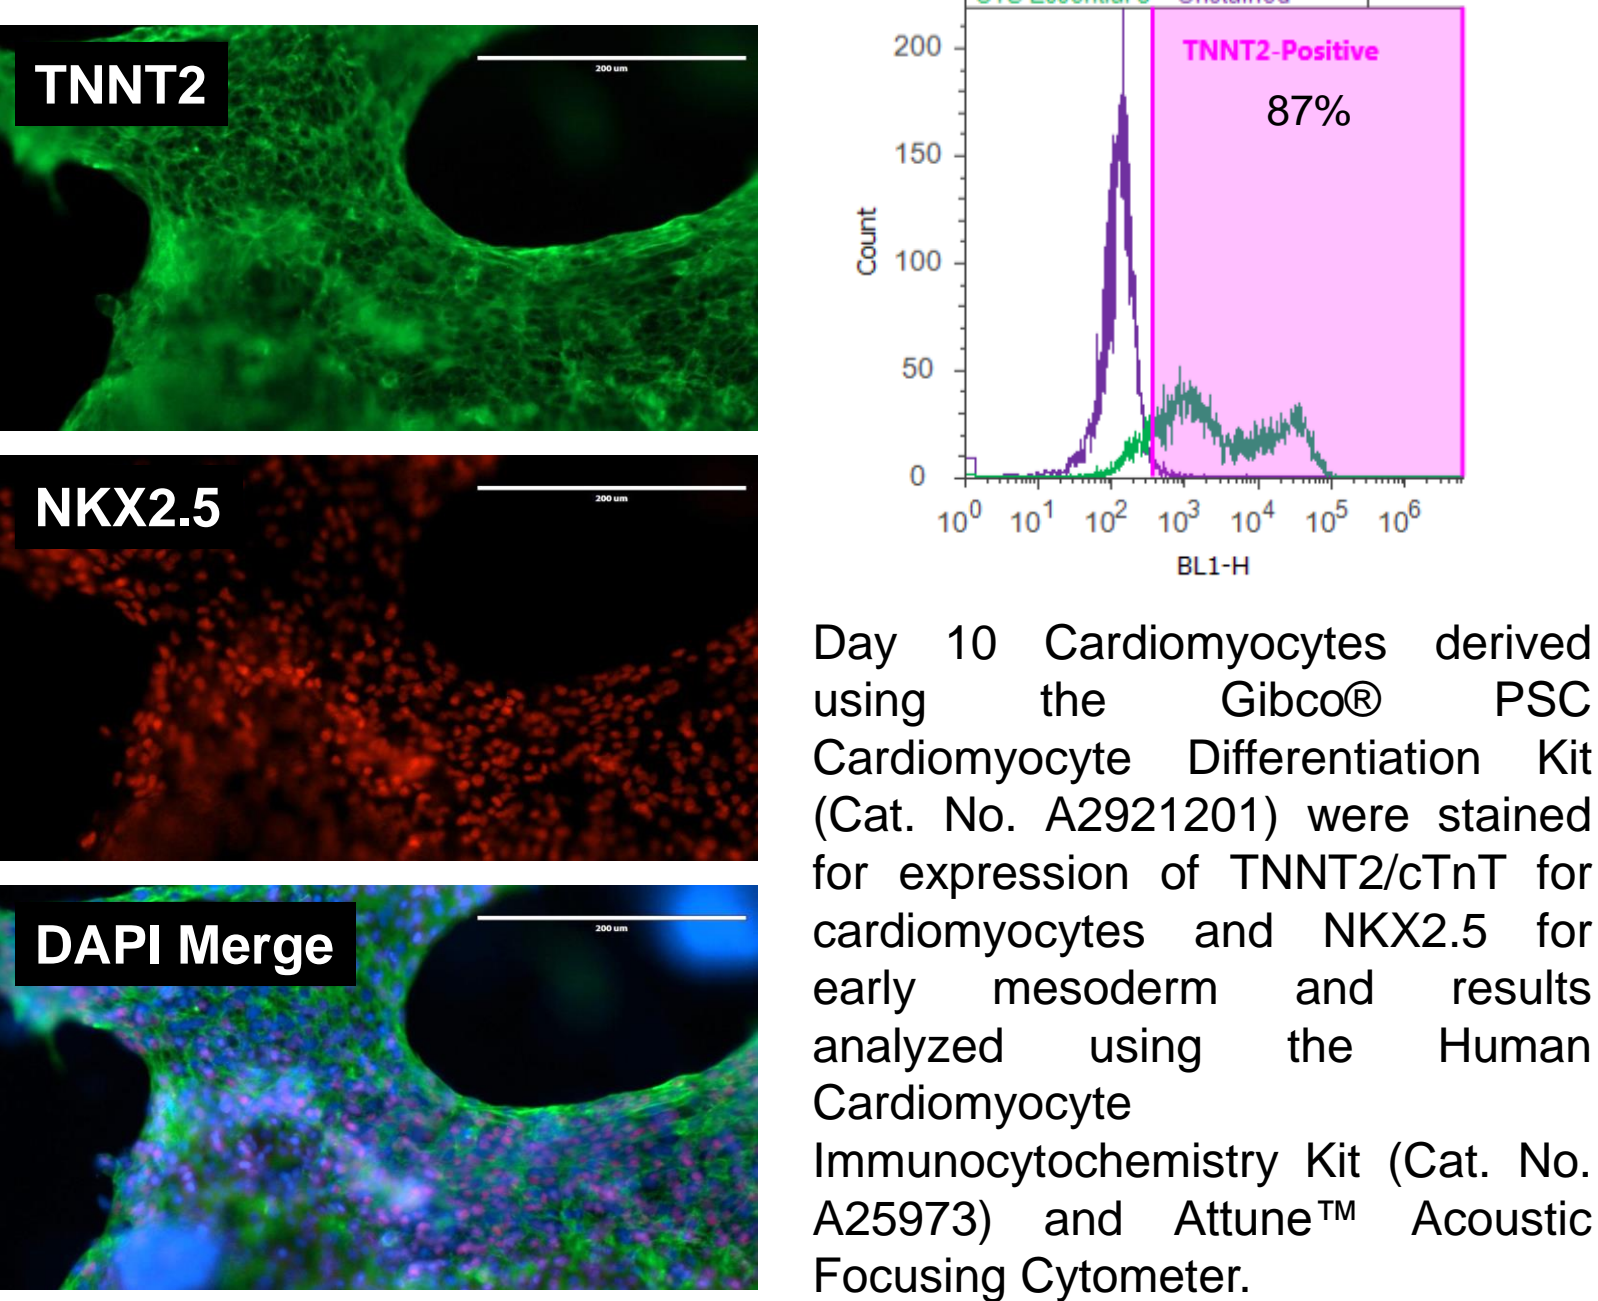 TNNT2
200 um
NKX2.5
200 um
DAPI Merge
200 um
Unstained
TNNT2-Positive
87%
200
150
100
50
0
Count
10^0 10^1 10^2 10^3 10^4 10^5 10^6
BL1-H
Day 10 Cardiomyocytes derived
using the Gibco® PSC
Cardiomyocyte Differentiation Kit
(Cat. No. A2921201) were stained
for expression of TNNT2/cTnT for
cardiomyocytes and NKX2.5 for
early mesoderm and results
analyzed using the Human
Cardiomyocyte
Immunocytochemistry Kit (Cat. No.
A25973) and Attune™ Acoustic
Focusing Cytometer.